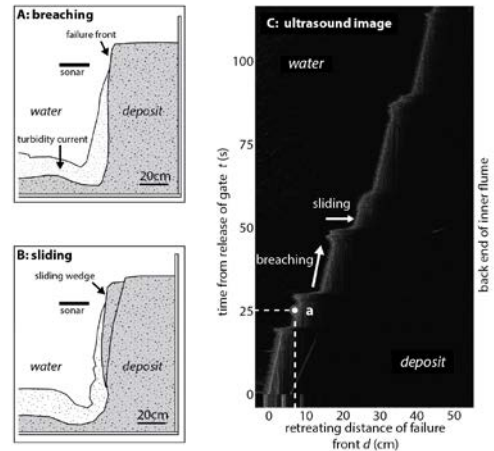 A: breaching
failure front
sonar
water
deposit
turbidity current
20cm
B: sliding
sliding wedge
sonar
water
deposit
20cm
C: ultrasound image
water
sliding
breaching
a
deposit
time from release of gate t (s)
100
75
50
25
0
0 10 20 30 40 50
retreating distance of failure
front d (cm)
back end of inner flume